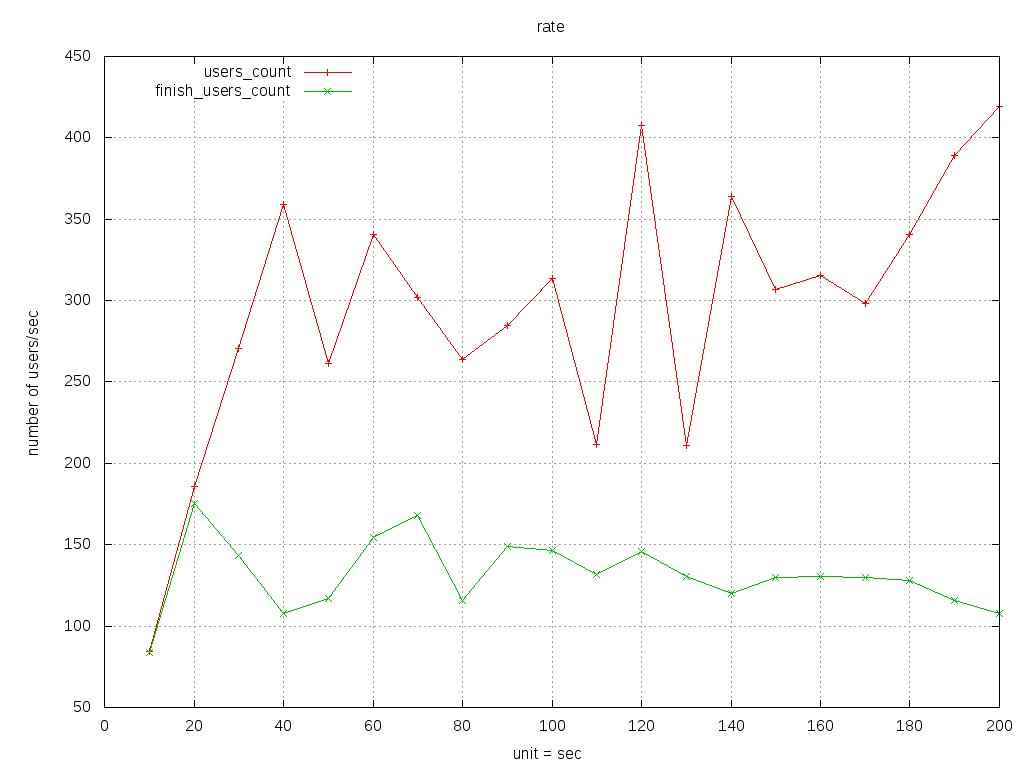 rate
users_count
finish_users_count
450
400
350
300
250
200
150
100
50
number of users/sec
0 20 40 60 80 100 120 140 160 180 200
unit = sec